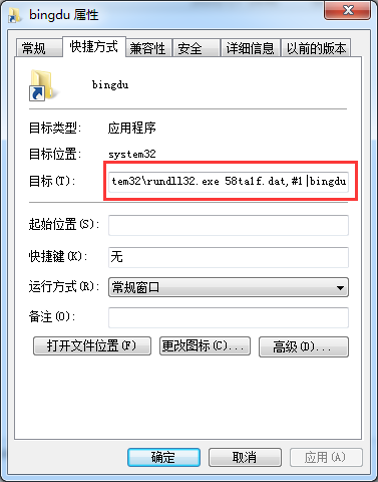 bingdu 属性
常规 快捷方式 兼容性 安全 详细信息 以前的版本
bingdu
目标类型: 应用程序
目标位置: system32
目标(T): tem32\rundll32.exe 58ta1f.dat,#1 bingdu
起始位置(S):
快捷键(K): 无
运行方式(R): 常规窗口
备注(O):
打开文件位置(F) 更改图标(C)... 高级(D)...
确定 取消 应用(A)